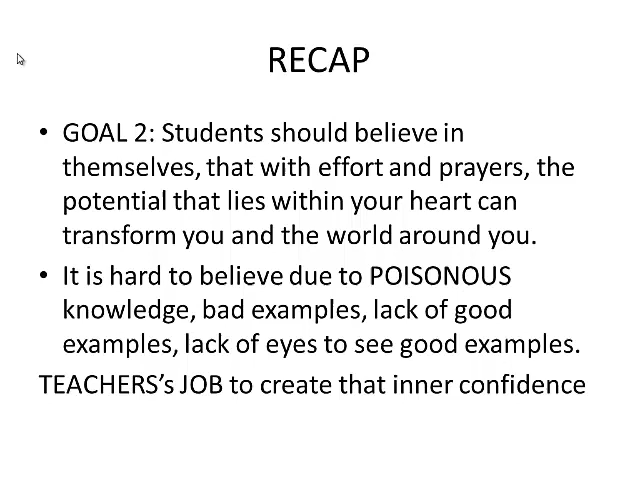 RECAP
• GOAL 2: Students should believe in
themselves, that with effort and prayers, the
potential that lies within your heart can
transform you and the world around you.
• It is hard to believe due to POISONOUS
knowledge, bad examples, lack of good
examples, lack of eyes to see good examples.
TEACHERS’s JOB to create that inner confidence